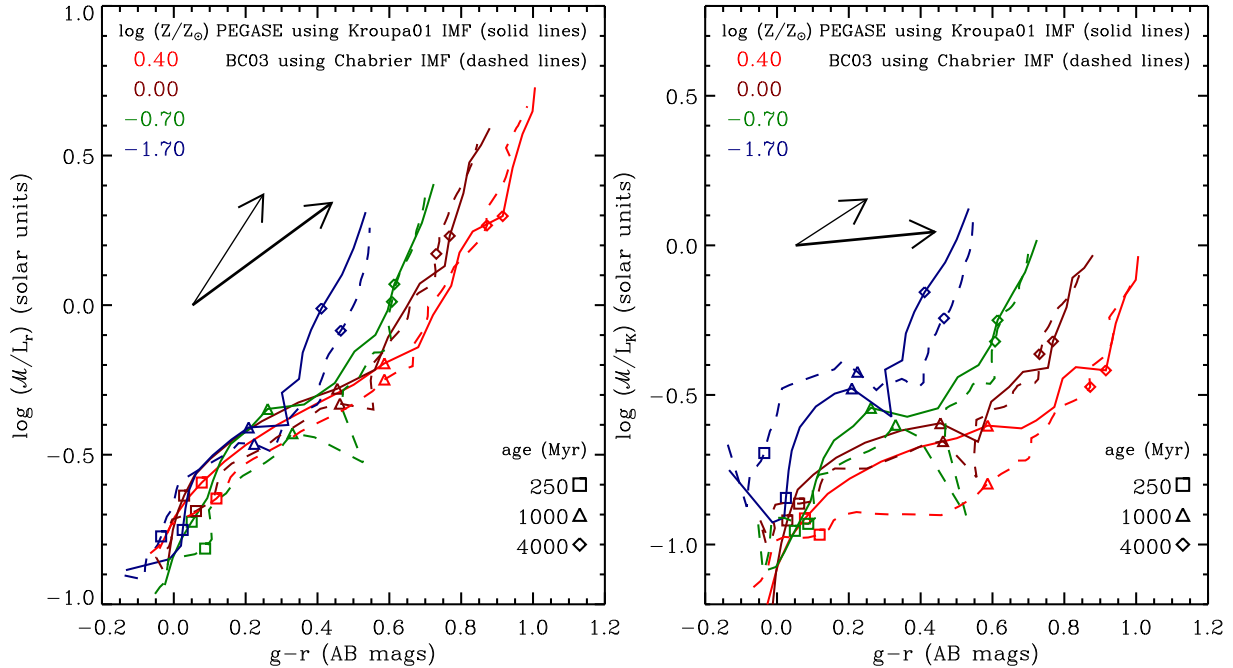 log (Z/Z⊙) PEGASE using Kroupa01 IMF (solid lines)
0.40 BC03 using Chabrier IMF (dashed lines)
0.00
−0.70
−1.70
age (Myr)
250
1000
4000
1.0
0.5
0.0
−0.5
−1.0
log (M/Lr) (solar units)
−0.2 0.0 0.2 0.4 0.6 0.8 1.0 1.2
g−r (AB mags)
log (Z/Z⊙) PEGASE using Kroupa01 IMF (solid lines)
0.40 BC03 using Chabrier IMF (dashed lines)
0.00
−0.70
−1.70
age (Myr)
250
1000
4000
0.5
0.0
−0.5
−1.0
log (M/LK) (solar units)
−0.2 0.0 0.2 0.4 0.6 0.8 1.0 1.2
g−r (AB mags)